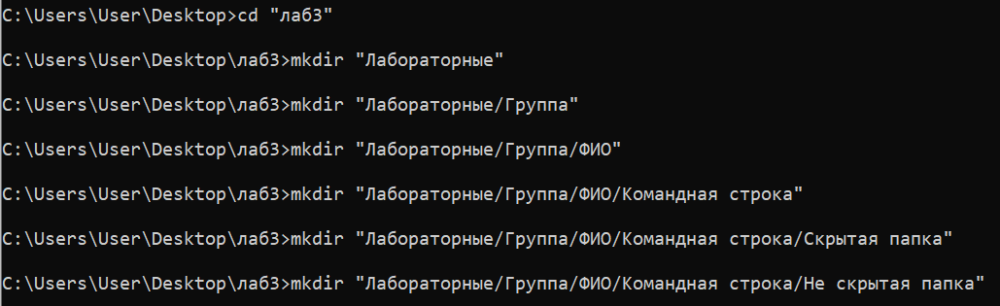 C:\Users\User\Desktop>cd "лаб3"
C:\Users\User\Desktop\лаб3>mkdir "Лабораторные"
C:\Users\User\Desktop\лаб3>mkdir "Лабораторные/Группа"
C:\Users\User\Desktop\лаб3>mkdir "Лабораторные/Группа/ФИО"
C:\Users\User\Desktop\лаб3>mkdir "Лабораторные/Группа/ФИО/Командная строка"
C:\Users\User\Desktop\лаб3>mkdir "Лабораторные/Группа/ФИО/Командная строка/Скрытая папка"
C:\Users\User\Desktop\лаб3>mkdir "Лабораторные/Группа/ФИО/Командная строка/Не скрытая папка"